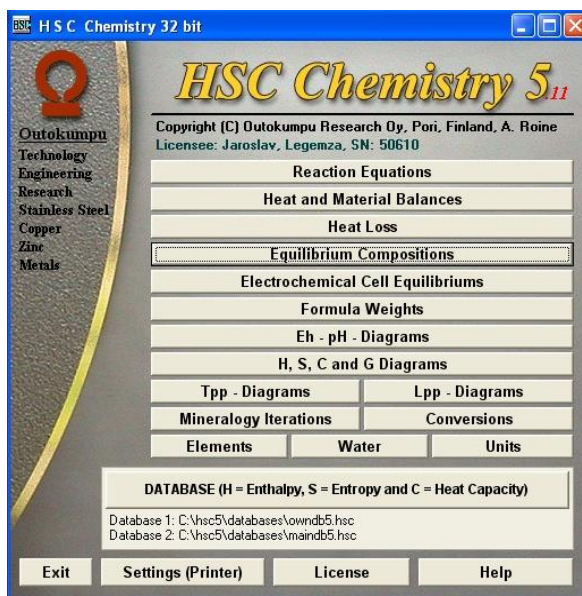 HSC
H S C Chemistry 32 bit
HSC Chemistry 5.11
Copyright (C) Outokumpu Research Oy, Pori, Finland, A. Roine
Licensee: Jaroslav, Legemza, SN: 50610
Outokumpu
Technology
Engineering
Research
Stainless Steel
Copper
Zinc
Metals
Reaction Equations
Heat and Material Balances
Heat Loss
Equilibrium Compositions
Electrochemical Cell Equilibriums
Formula Weights
Eh - pH - Diagrams
H, S, C and G Diagrams
Tpp - Diagrams
Lpp - Diagrams
Mineralogy Iterations
Conversions
Elements
Water
Units
DATABASE (H = Enthalpy, S = Entropy and C = Heat Capacity)
Database 1: C:\hsc5\databases\owndb5.hsc
Database 2: C:\hsc5\databases\maindb5.hsc
Exit
Settings (Printer)
License
Help